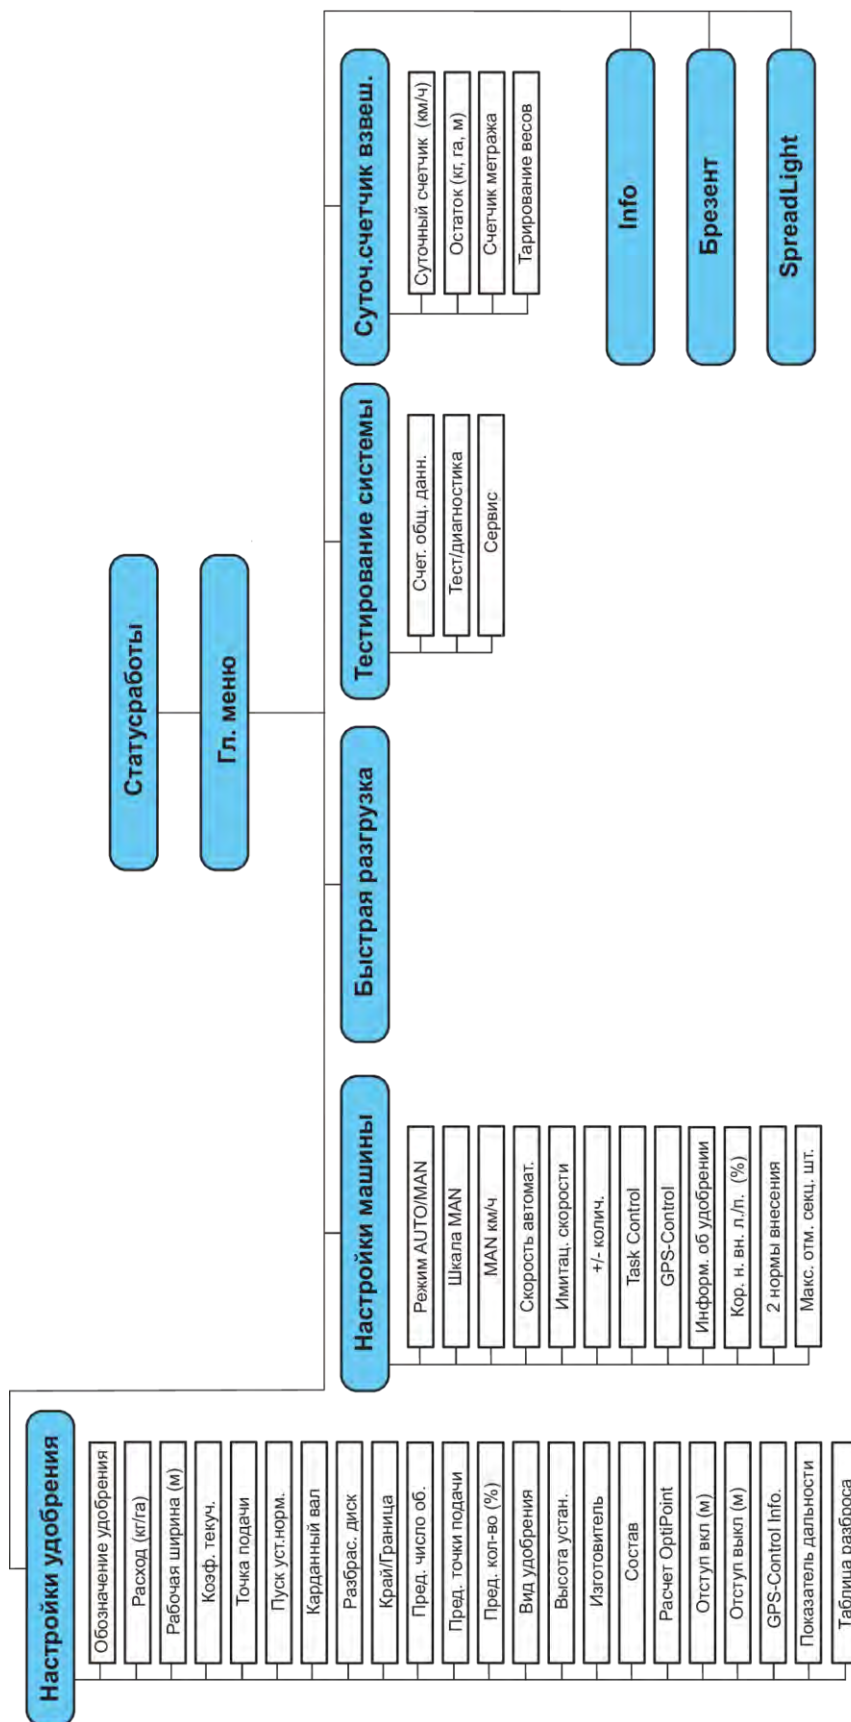 Статусработы
Гл. меню
Настройки удобрения
Обозначение удобрения
Расход (кг/га)
Рабочая ширина (м)
Коэф. текуч.
Точка подачи
Пуск уст.норм.
Карданный вал
Разбрас. диск
Край/Граница
Пред. число об.
Пред. точки подачи
Пред. кол-во (%)
Вид удобрения
Высота устан.
Изготовитель
Состав
Расчет OptiPoint
Отступ вкл (м)
Отступ выкл (м)
GPS-Control Info.
Показатель дальности
Таблица разброса
Настройки машины
Режим AUTO/MAN
Шкала MAN
MAN км/ч
Скорость автомат.
Имитац. скорости
+/- колич.
Task Control
GPS-Control
Информ. об удобрении
Кор. н. вн. л./п. (%)
2 нормы внесения
Макс. отм. секц. шт.
Быстрая разгрузка
Тестирование системы
Счет. общ. данн.
Тест/диагностика
Сервис
Суточ.счетчик взвеш.
Суточный счетчик (км/ч)
Остаток (кг, га, м)
Счетчик метража
Тарирование весов
Info
Брезент
SpreadLight